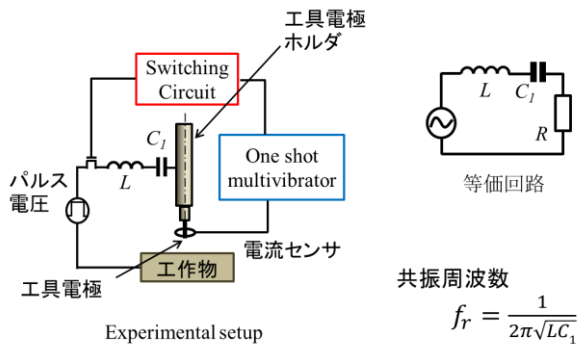 工具電極
ホルダ
Switching
Circuit
C₁
L
One shot
multivibrator
パルス
電圧
電流センサ
工作物
工具電極
Experimental setup
L
C₁
R
等価回路
共振周波数
fᵣ = 1 / 2π√LC₁